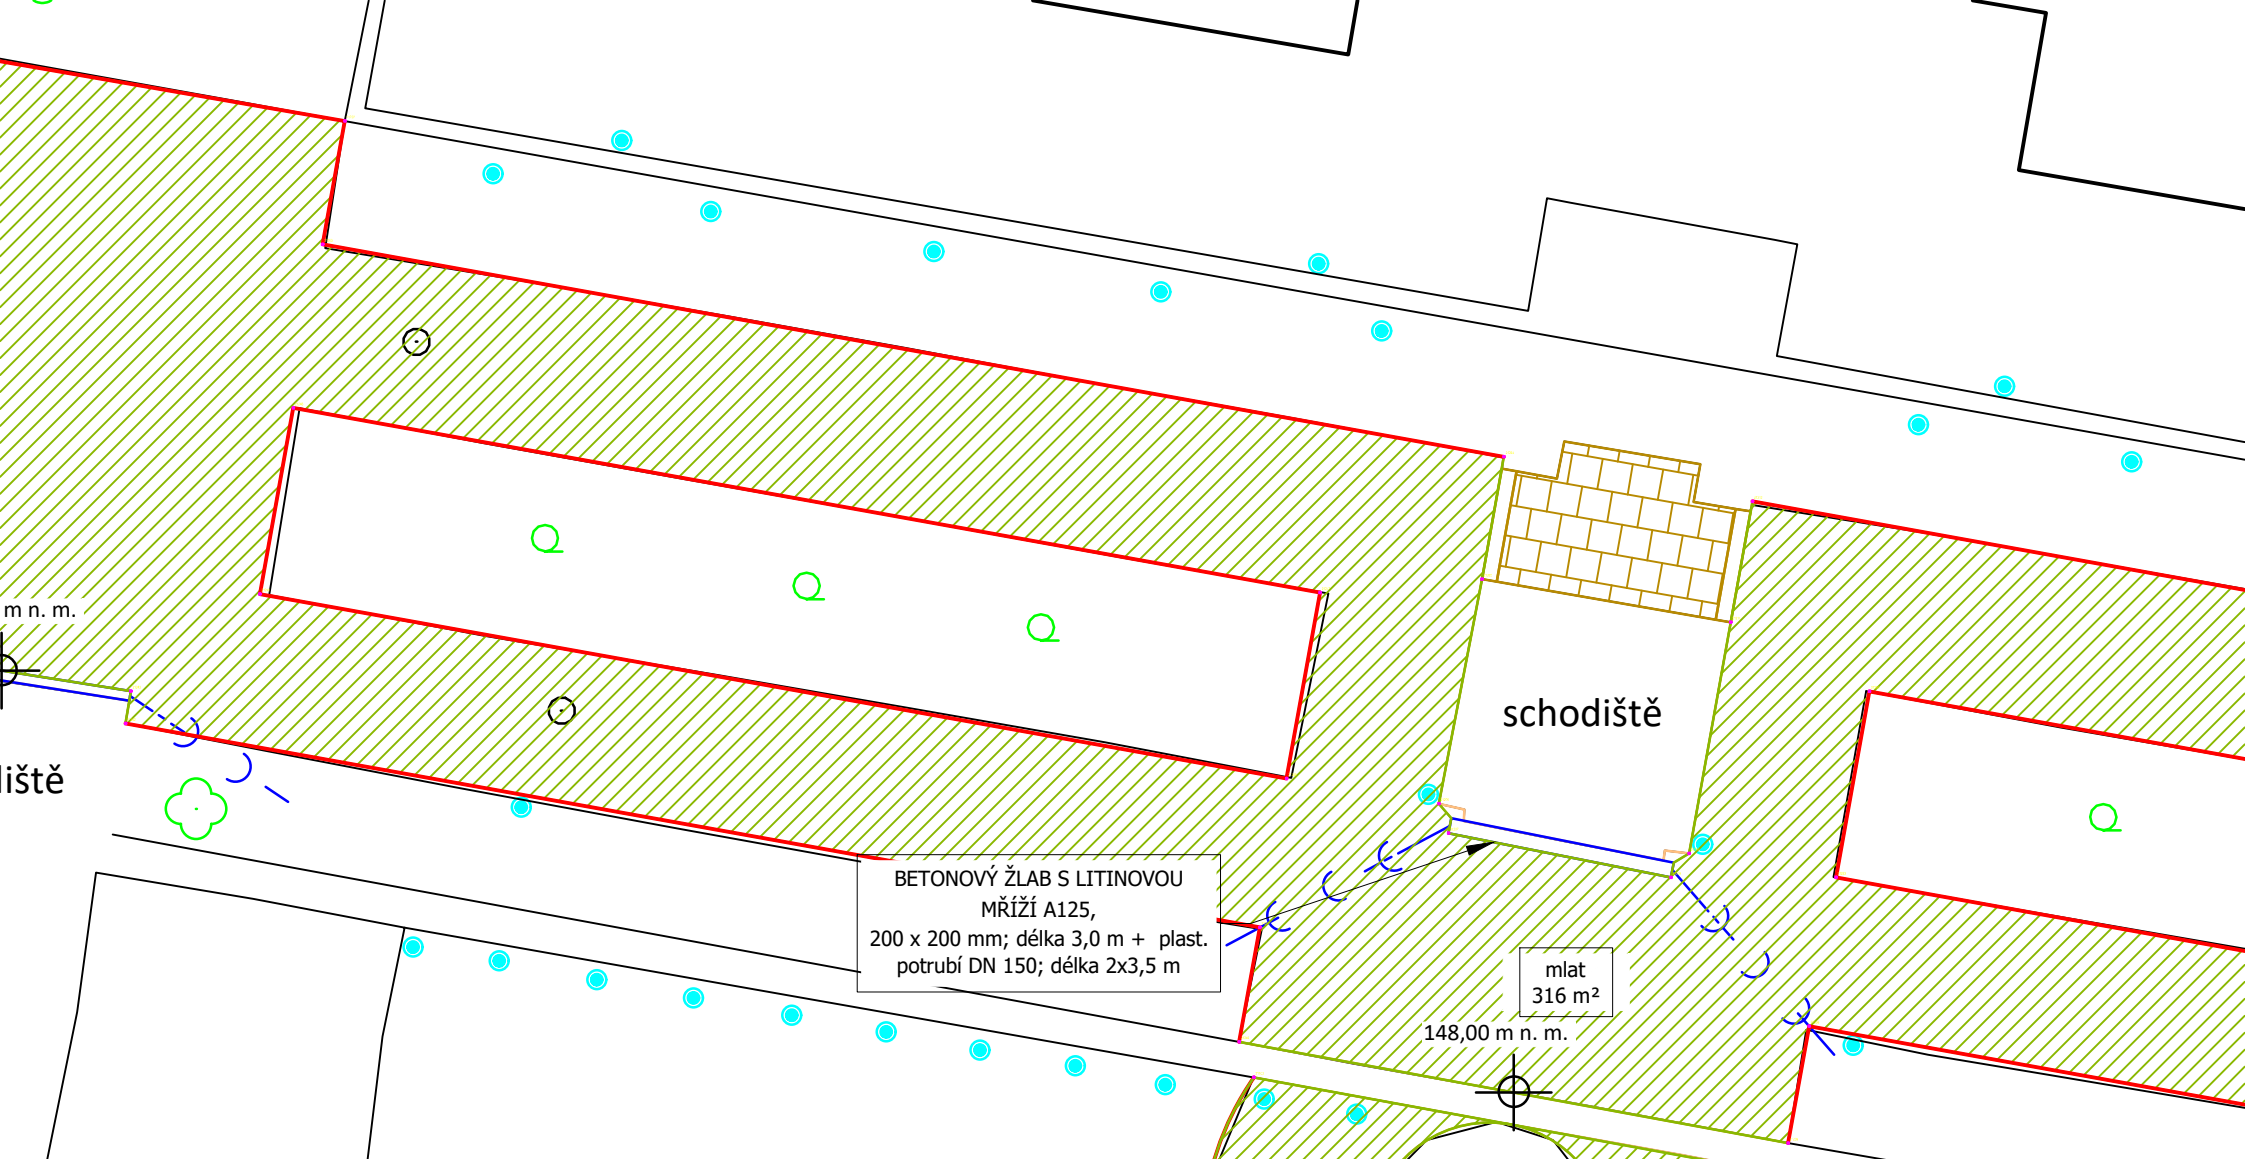 m n. m.
schodiště
iště
BETONOVÝ ŽLAB S LITINOVOU
MŘÍŽÍ A125,
200 x 200 mm; délka 3,0 m + plast.
potrubí DN 150; délka 2x3,5 m
mlat
316 m²
148,00 m n. m.